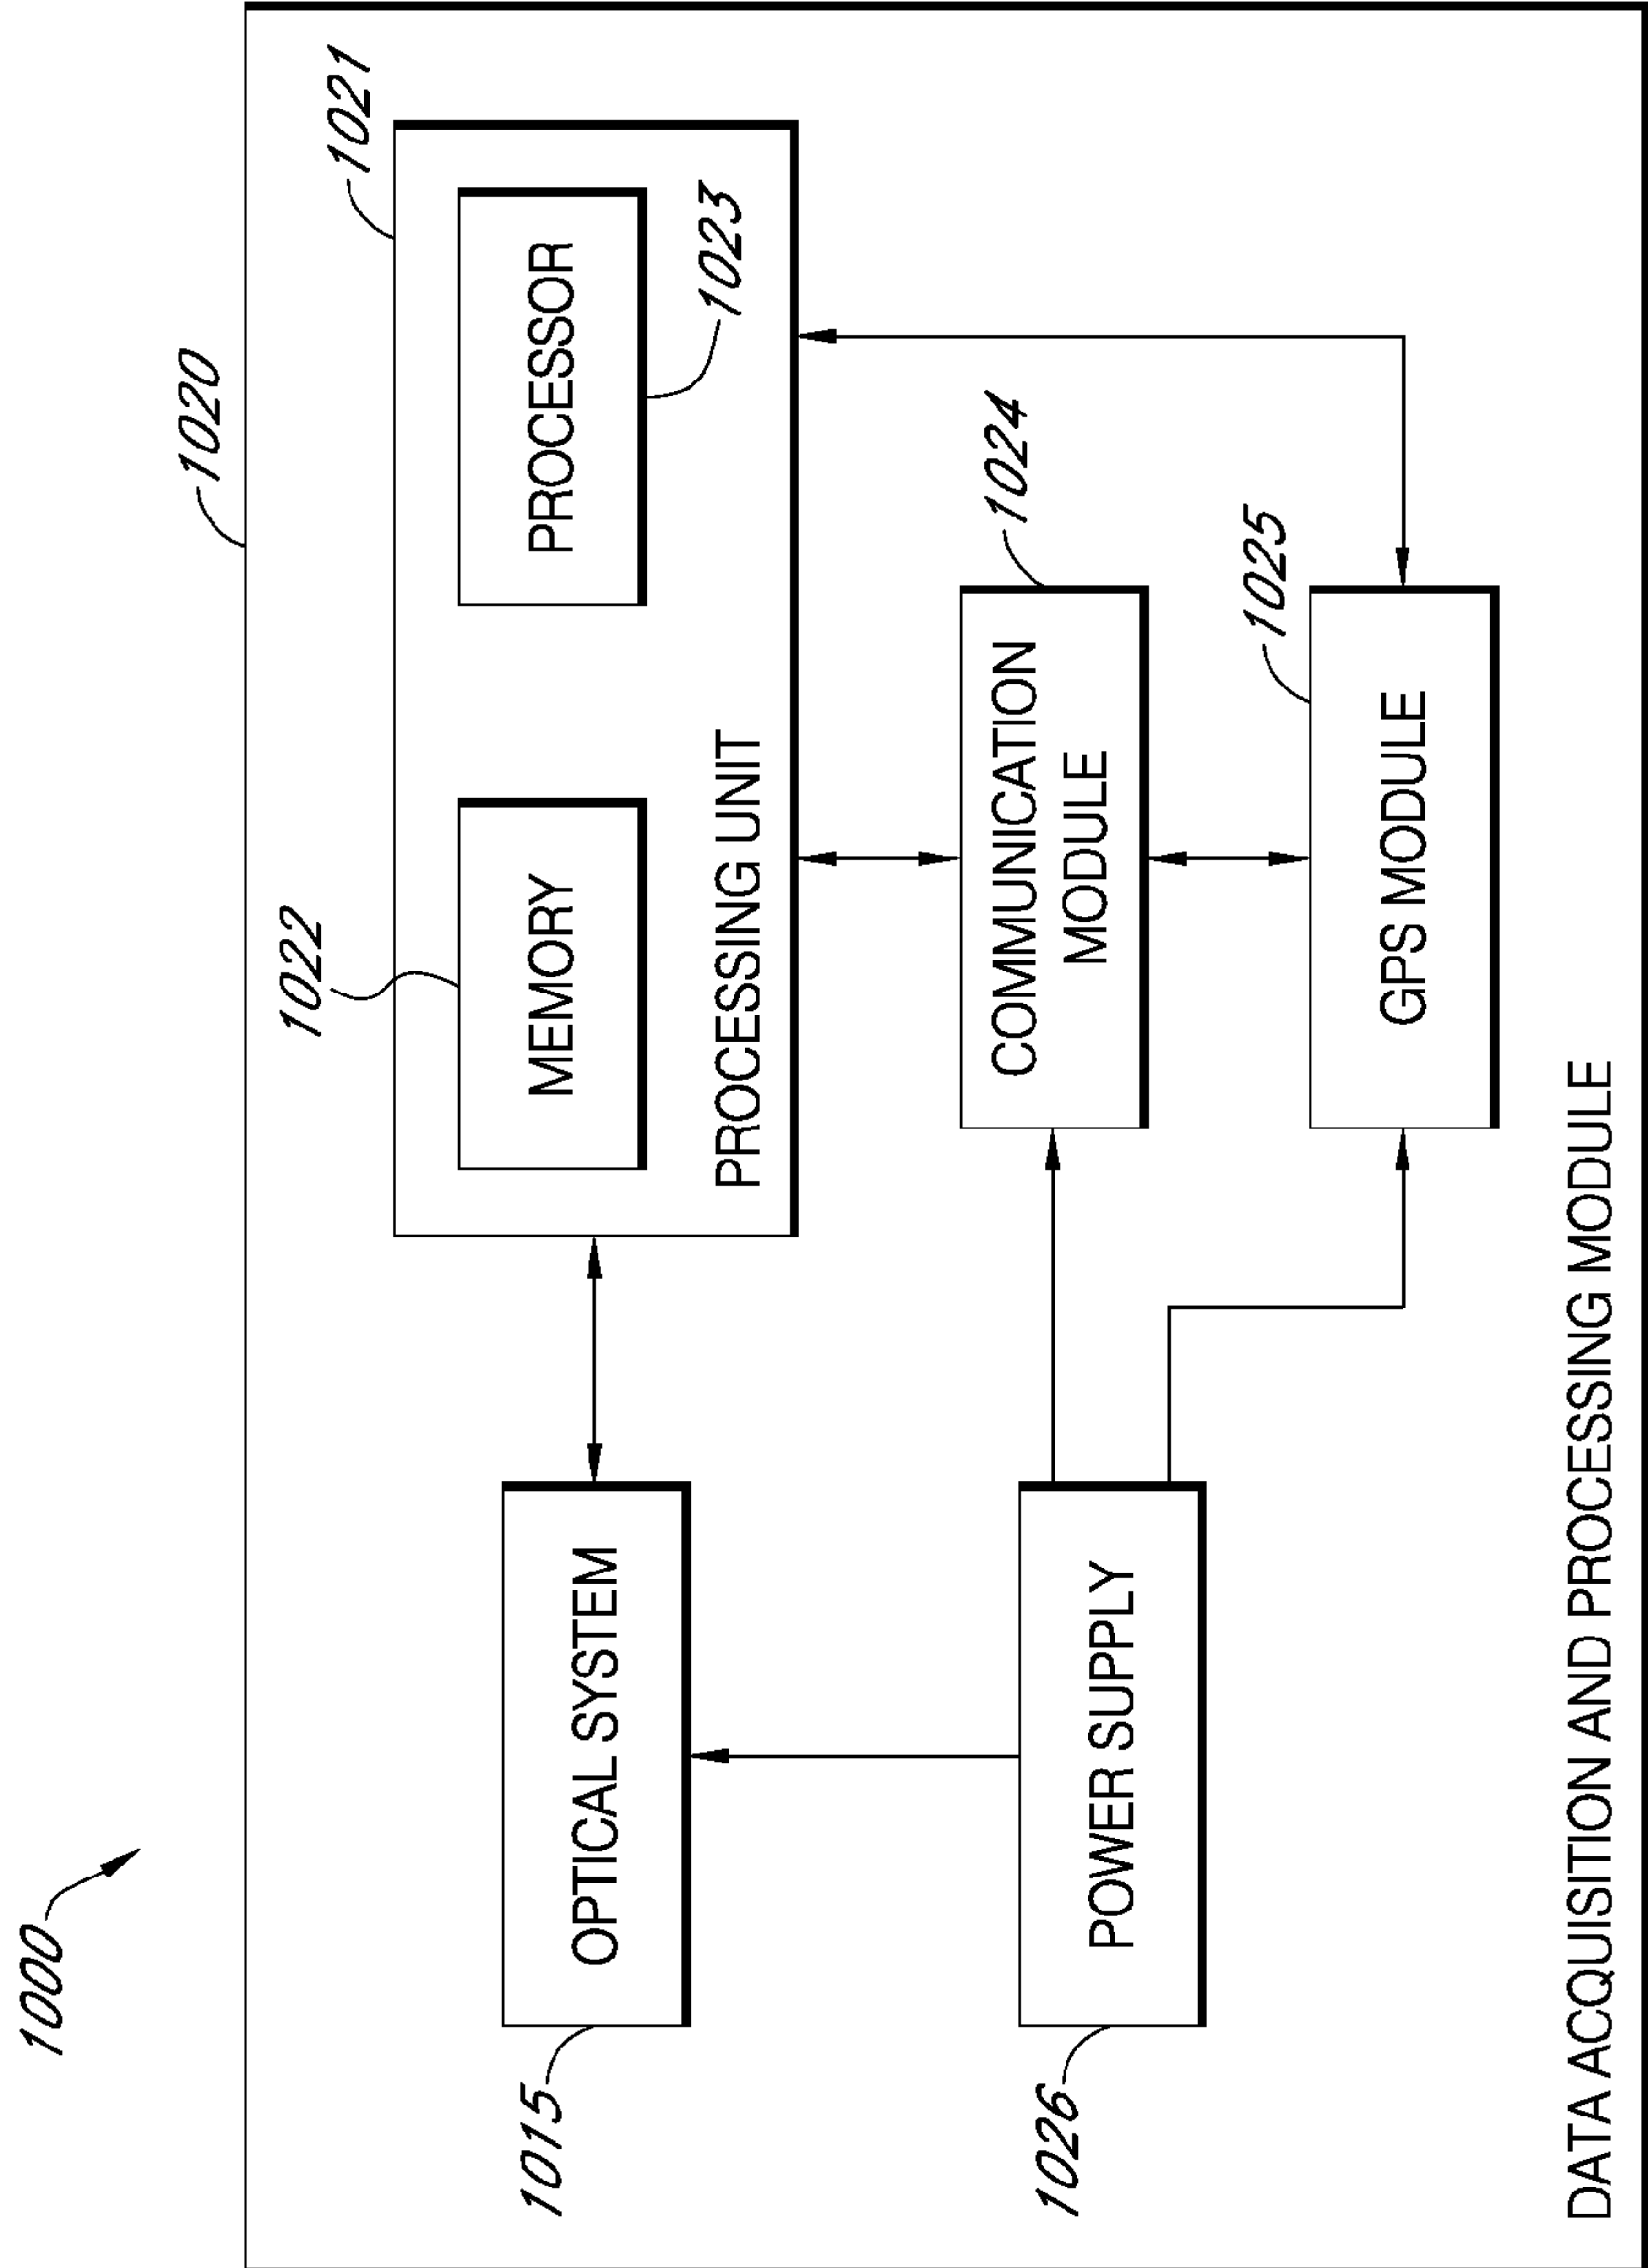 1000
1020
1021
1022
MEMORY
PROCESSOR
1023
PROCESSING UNIT
1015
OPTICAL SYSTEM
COMMUNICATION
MODULE
1024
1026
POWER SUPPLY
1025
GPS MODULE
DATA ACQUISITION AND PROCESSING MODULE